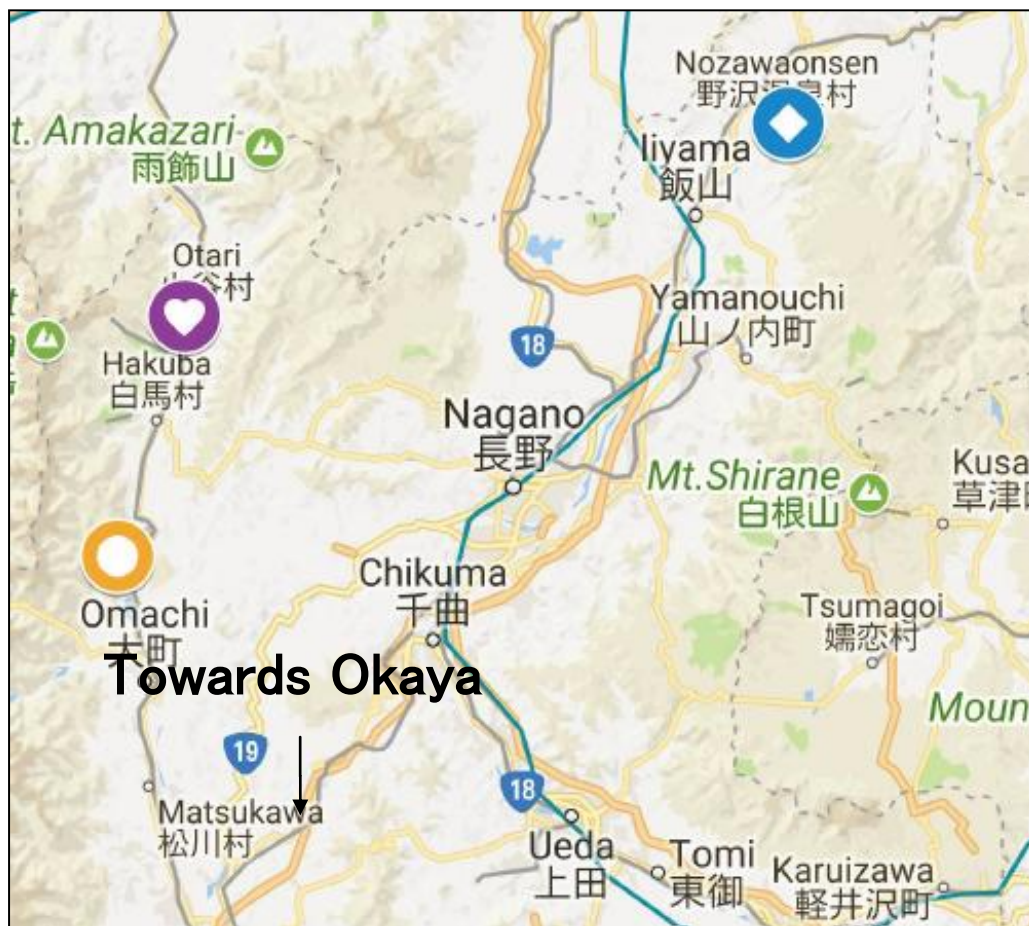 Nozawaonsen
野沢温泉村
t. Amakazari
雨飾山
Iiyama
飯山
Otari
小谷村
Yamanouchi
山ノ内町
18
Hakuba
白馬村
Nagano
長野
Mt.Shirane
白根山
Kusa
草津町
Chikuma
千曲
Omachi
大町
Tsumagoi
嬬恋村
Towards Okaya
Moun
19
18
Matsukawa
松川村
Ueda
上田
Tomi
東御
Karuizawa
軽井沢町